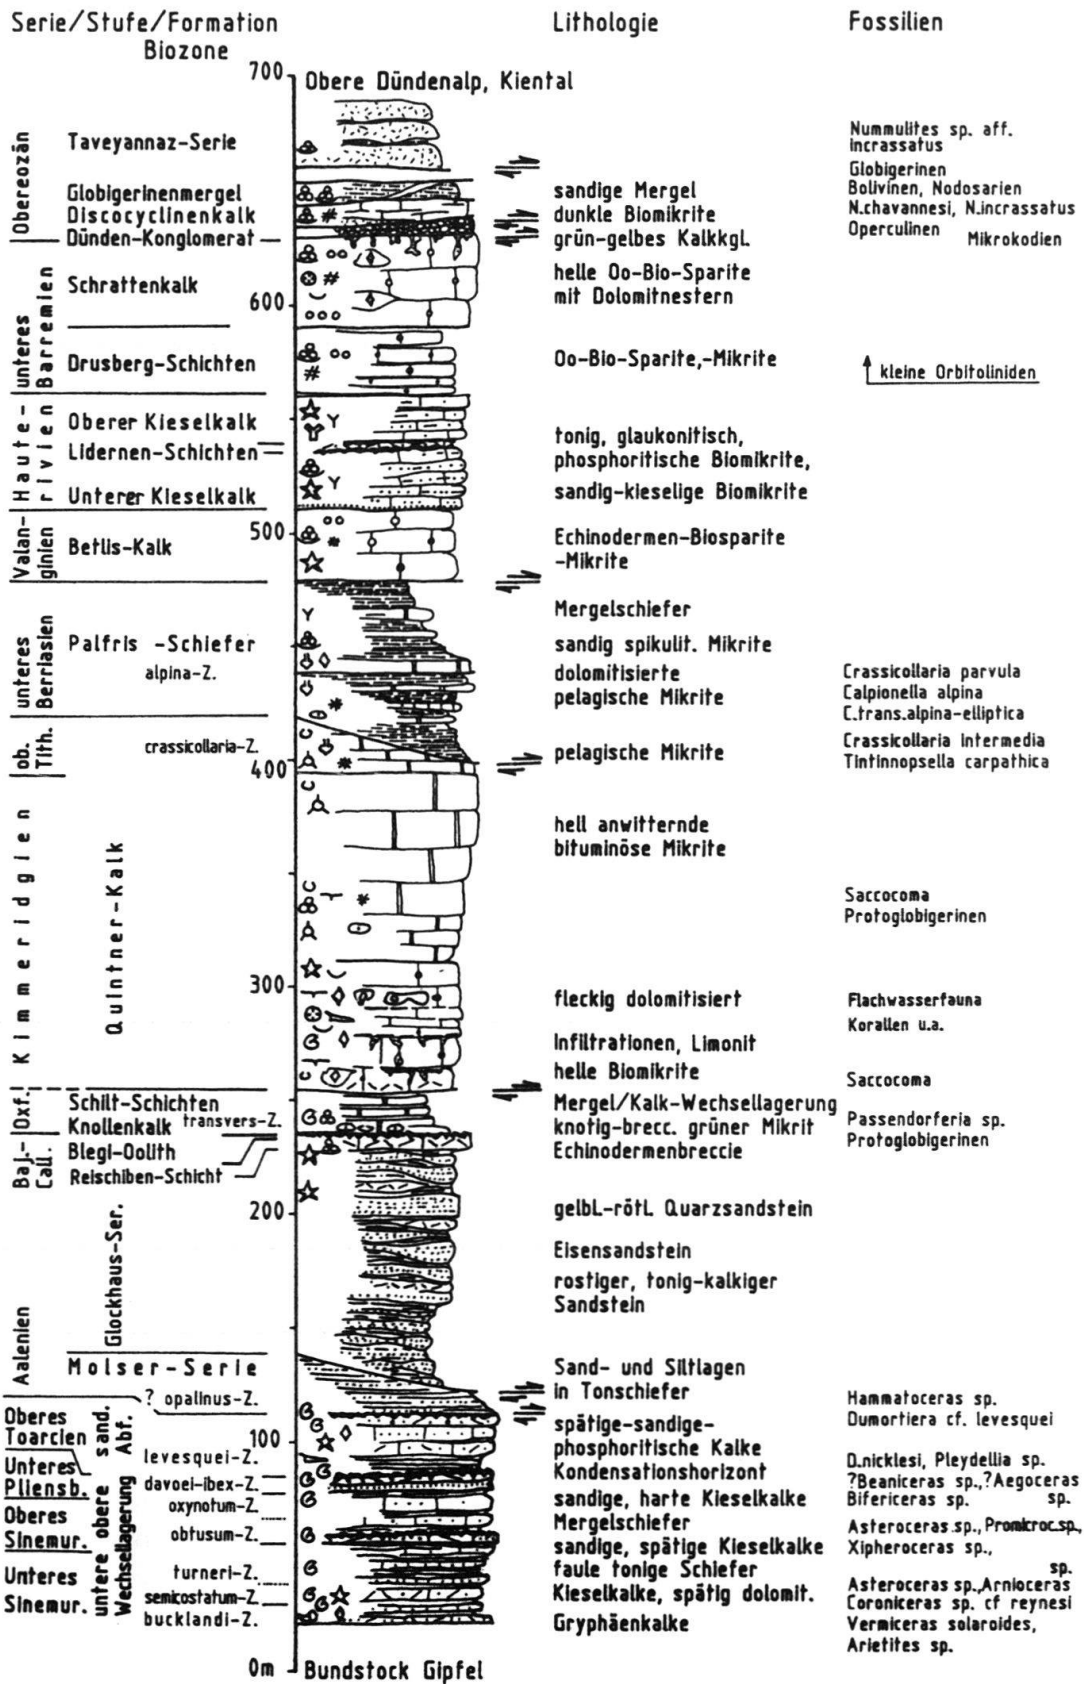 Serie/Stufe/Formation
Biozone
Lithologie
Fossilien
700
Obere Dündenalp, Kiental
Obereozän
Taveyannaz-Serie
Nummulites sp. aff.
incrassatus
Globigerinen
Globigerinenmergel
sandige Mergel
Bolivinen, Nodosarien
Discocyclinenkalk
dunkle Biomikrite
N.chavannesi, N.incrassatus
Dünden-Konglomerat
grün-gelbes Kalkkgl.
Operculinen
Mikrokodien
unteres
Barremien
Schrattenkalk
helle Oo-Bio-Sparite
mit Dolomitnestern
600
Drusberg-Schichten
Oo-Bio-Sparite,-Mikrite
kleine Orbitoliniden
Haute-
rivien
Oberer Kieselkalk
tonig, glaukonitisch,
Lidernen-Schichten
phosphoritische Biomikrite,
Unterer Kieselkalk
sandig-kieselige Biomikrite
500
Valan-
ginien
Betlis-Kalk
Echinodermen-Biosparite
-Mikrite
unteres
Berriasien
Mergelschiefer
Palfris -Schiefer
sandig spikulit. Mikrite
alpina-Z.
dolomitisierte
pelagische Mikrite
Crassicollaria parvula
Calpionella alpina
C.trans.alpina-elliptica
ob.
Tith.
crassicollaria-Z.
pelagische Mikrite
Crassicollaria intermedia
Tintinnopsella carpathica
400
Kimmeridgien
Quintner-Kalk
hell anwitternde
bituminöse Mikrite
Saccocoma
Protoglobigerinen
300
fleckig dolomitisiert
Flachwasserfauna
Korallen u.a.
Infiltrationen, Limonit
helle Biomikrite
Saccocoma
Oxf.
Schilt-Schichten
Mergel/Kalk-Wechsellagerung
Knollenkalk
transvers-Z.
knotig-brecc. grüner Mikrit
Passendorferia sp.
Protoglobigerinen
Baj.-
Call.
Blegi-Oolith
Echinodermenbreccie
Reischiben-Schicht
200
gelbl.-rötl. Quarzsandstein
Aalenien
Glockhaus-Ser.
Eisensandstein
rostiger, tonig-kalkiger
Sandstein
Molser-Serie
Sand- und Siltlagen
in Tonschiefer
? opalinus-Z.
Hammatoceras sp.
Oberes
Toarcien
sand.
Abf.
spätige-sandige-
phosphoritische Kalke
Dumortiera cf. levesquei
100
levesquei-Z.
Unteres
Pliensb.
Kondensationshorizont
D.nicklesi, Pleydellia sp.
davoei-ibex-Z.
?Beaniceras sp.,?Aegoceras
sp.
oxynotum-Z.
sandige, harte Kieselkalke
Bifericeras sp.
Oberes
Sinemur.
untere obere
Wechsellagerung
obtusum-Z.
Mergelschiefer
sandige, spätige Kieselkalke
Asteroceras.sp., Promicroc.sp.,
Xipheroceras sp.,
Unteres
Sinemur.
turneri-Z.
faule tonige Schiefer
sp.
Asteroceras sp.,Arnioceras
semicostatum-Z.
Kieselkalke, spätig dolomit.
Coroniceras sp. cf reynesi
bucklandi-Z.
Gryphäenkalke
Vermiceras solaroides,
Arietites sp.
0m
Bundstock Gipfel